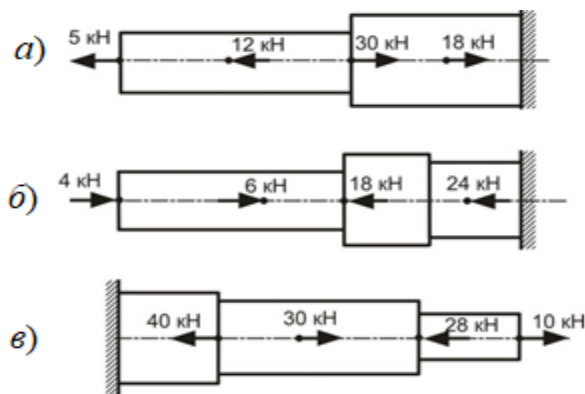 а) 5 кН 12 кН 30 кН 18 кН
б) 4 кН 6 кН 18 кН 24 кН
в) 40 кН 30 кН 28 кН 10 кН